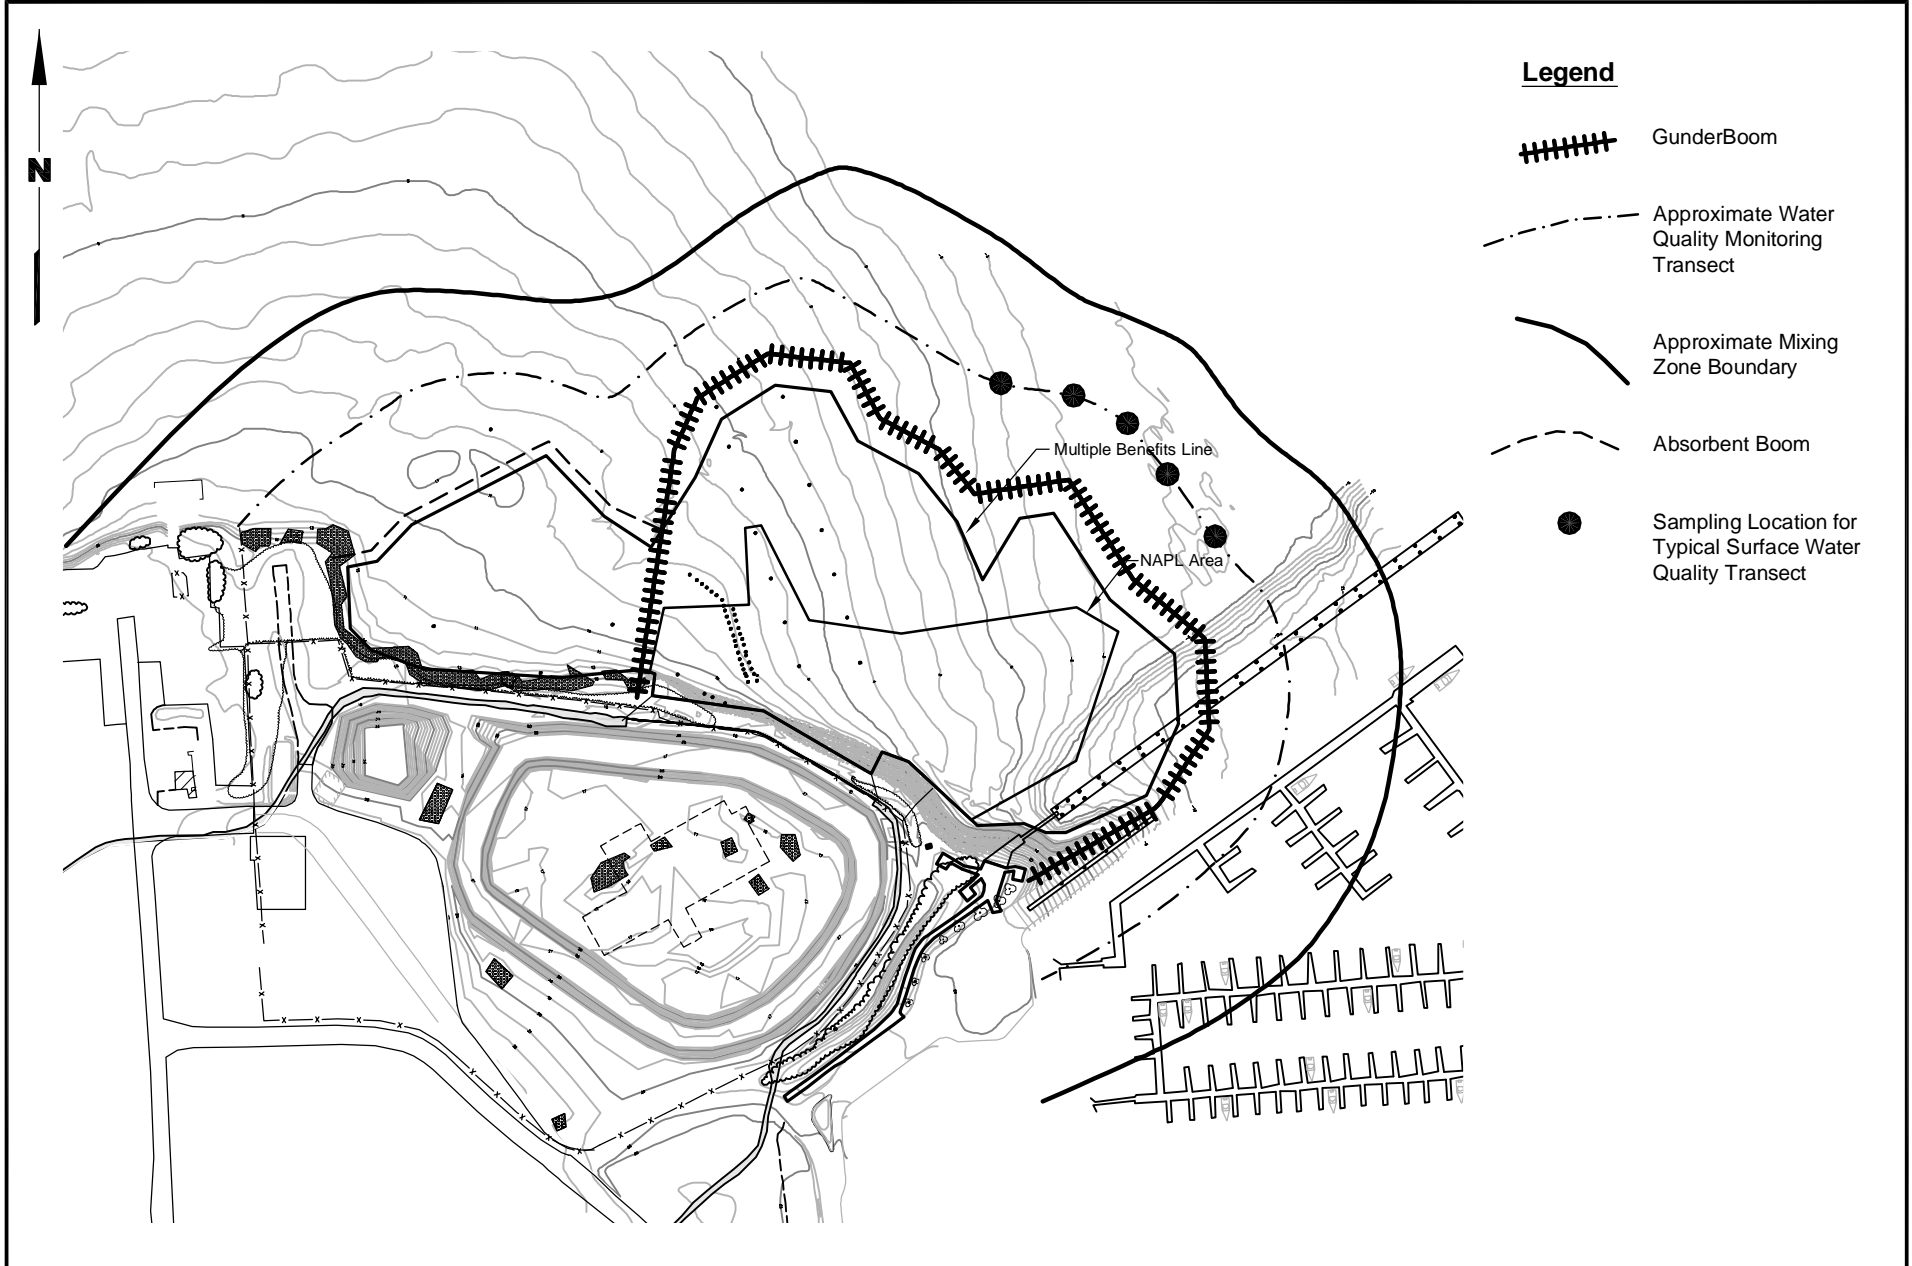 N
Legend
GunderBoom
Approximate Water
Quality Monitoring
Transect
Approximate Mixing
Zone Boundary
Absorbent Boom
Sampling Location for
Typical Surface Water
Quality Transect
Multiple Benefits Line
NAPL Area